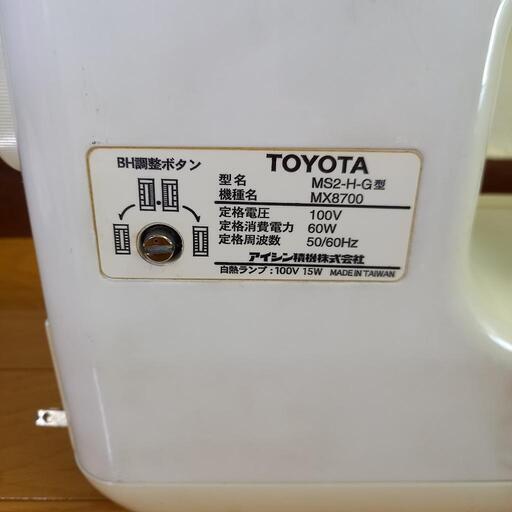 BH調整ボタン
TOYOTA
型名 MS2-H-G型
機種名 MX8700
定格電圧 100V
定格消費電力 60W
定格周波数 50/60Hz
アイシン精機株式会社
白熱ランプ:100V 15W MADE IN TAIWAN